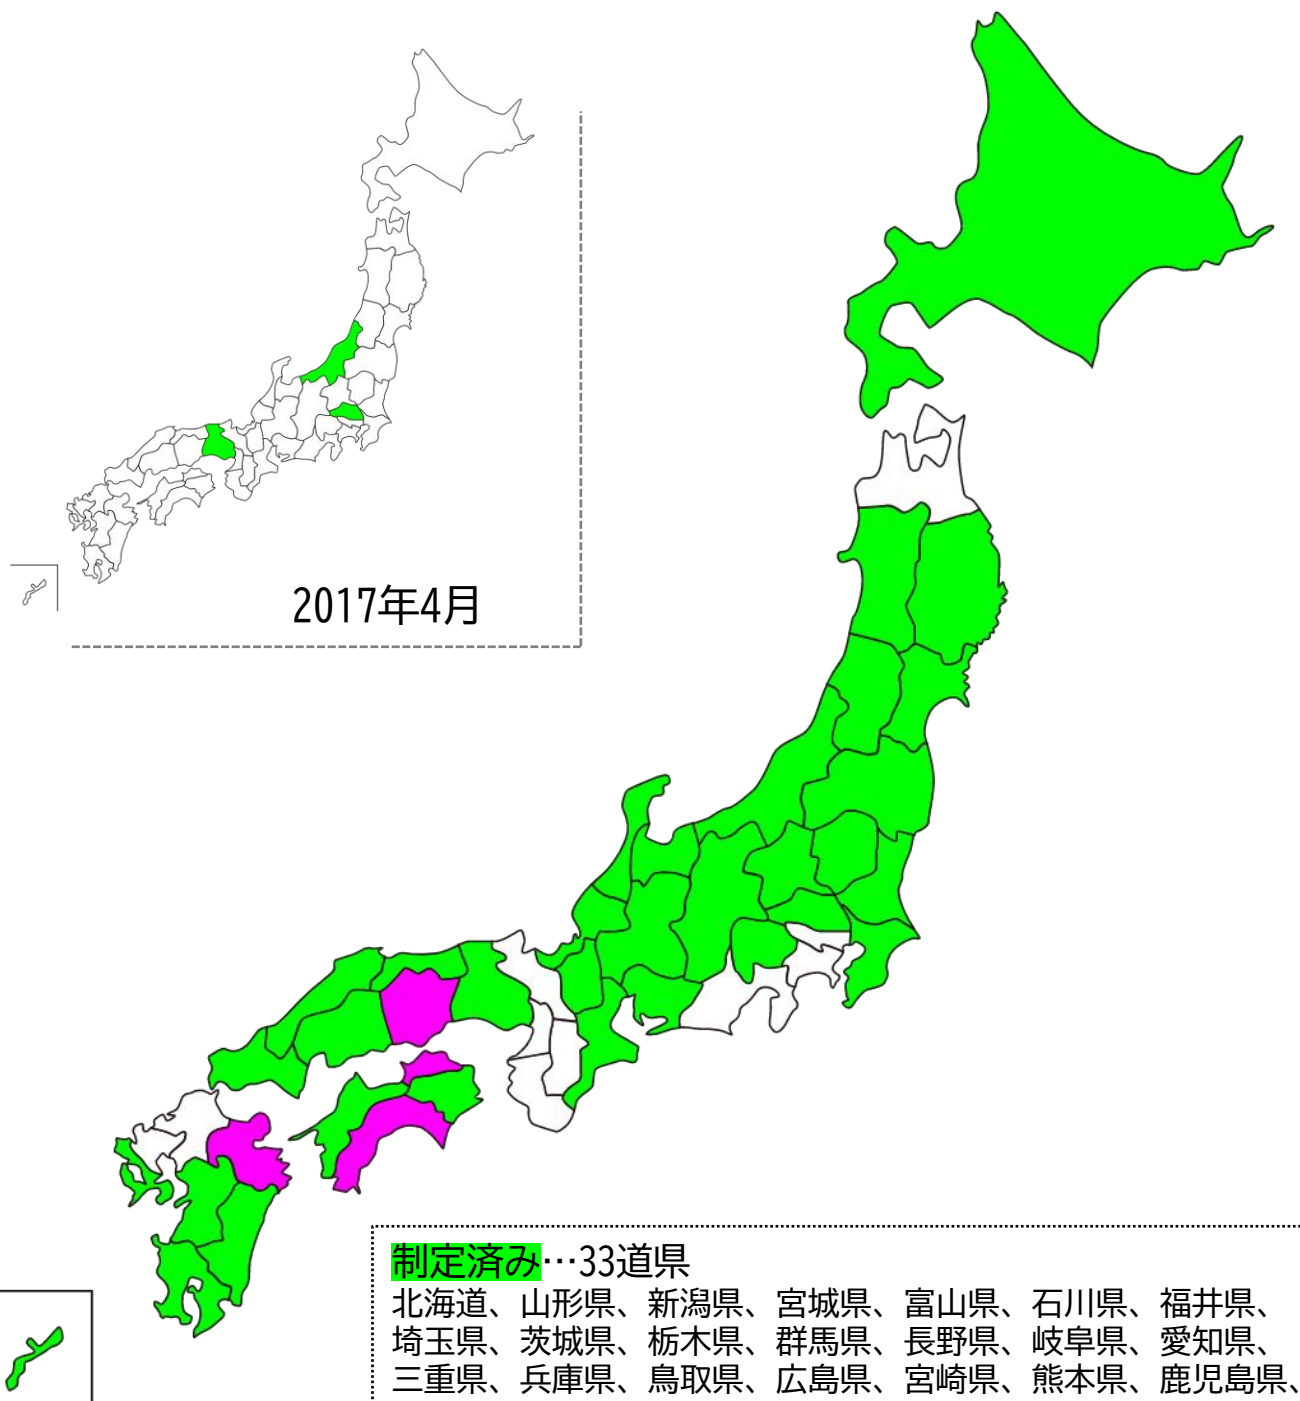 2017年4月
制定済み…33道県
北海道、山形県、新潟県、宮城県、富山県、石川県、福井県、
埼玉県、茨城県、栃木県、群馬県、長野県、岐阜県、愛知県、
三重県、兵庫県、鳥取県、広島県、宮崎県、熊本県、鹿児島県、